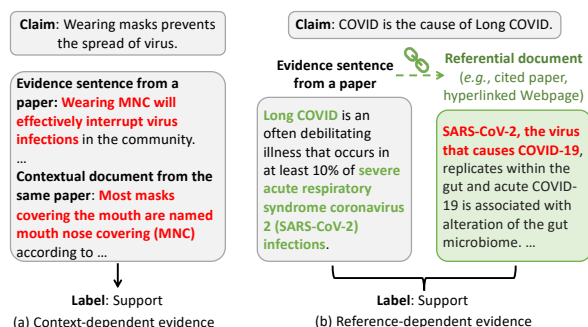 Claim: Wearing masks prevents
the spread of virus.
Evidence sentence from a
paper: Wearing MNC will
effectively interrupt virus
infections in the community.
...
Contextual document from the
same paper: Most masks
covering the mouth are named
mouth nose covering (MNC)
according to ...
Label: Support
(a) Context-dependent evidence
Claim: COVID is the cause of Long COVID.
Evidence sentence
from a paper
Long COVID is an
often debilitating
illness that occurs in
at least 10% of severe
acute respiratory
syndrome coronavirus
2 (SARS-CoV-2)
infections.
Referential document
(e.g., cited paper,
hyperlinked Webpage)
SARS-CoV-2, the virus
that causes COVID-19,
replicates within the
gut and acute COVID-
19 is associated with
alteration of the gut
microbiome. ...
Label: Support
(b) Reference-dependent evidence